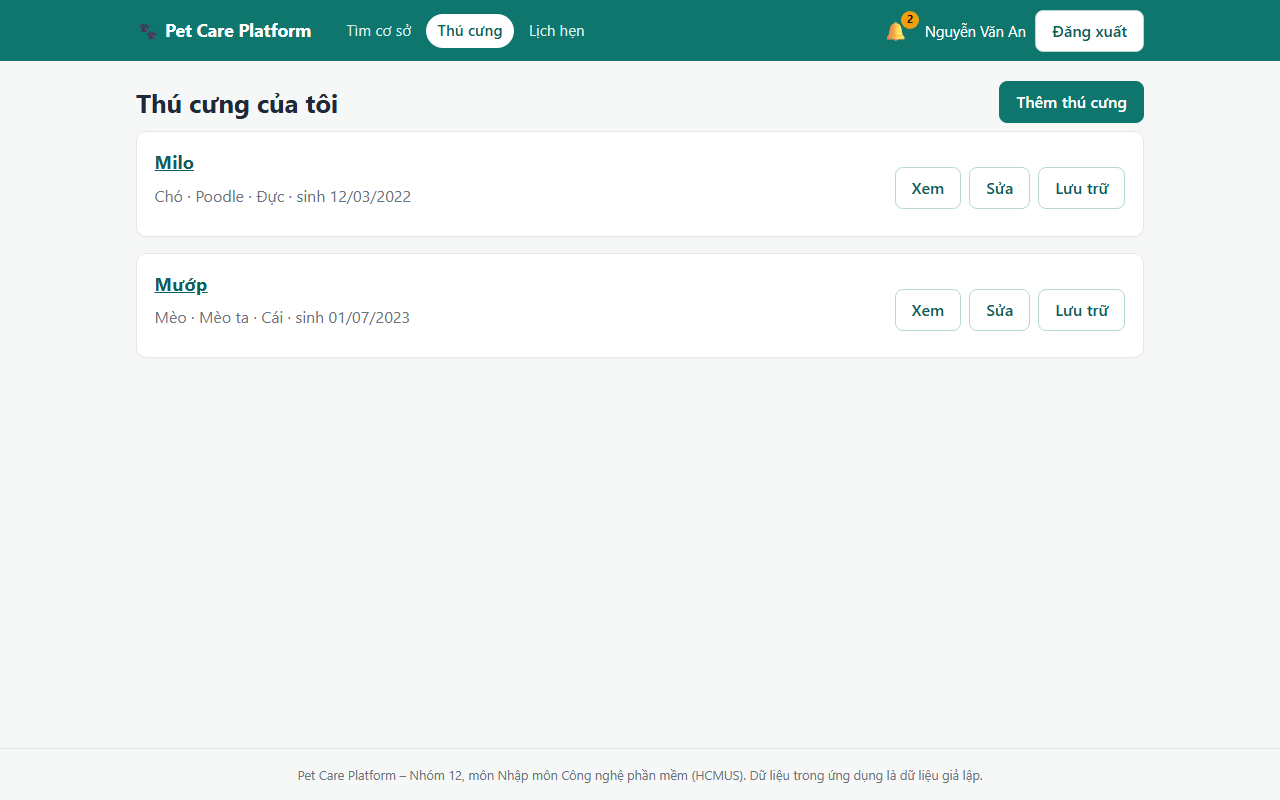 Pet Care Platform Tìm cơ sở Thú cưng Lịch hẹn 2 Nguyễn Văn An Đăng xuất
Thú cưng của tôi Thêm thú cưng
Milo
Chó · Poodle · Đực · sinh 12/03/2022
Xem Sửa Lưu trữ
Mướp
Mèo · Mèo ta · Cái · sinh 01/07/2023
Xem Sửa Lưu trữ
Pet Care Platform – Nhóm 12, môn Nhập môn Công nghệ phần mềm (HCMUS). Dữ liệu trong ứng dụng là dữ liệu giả lập.